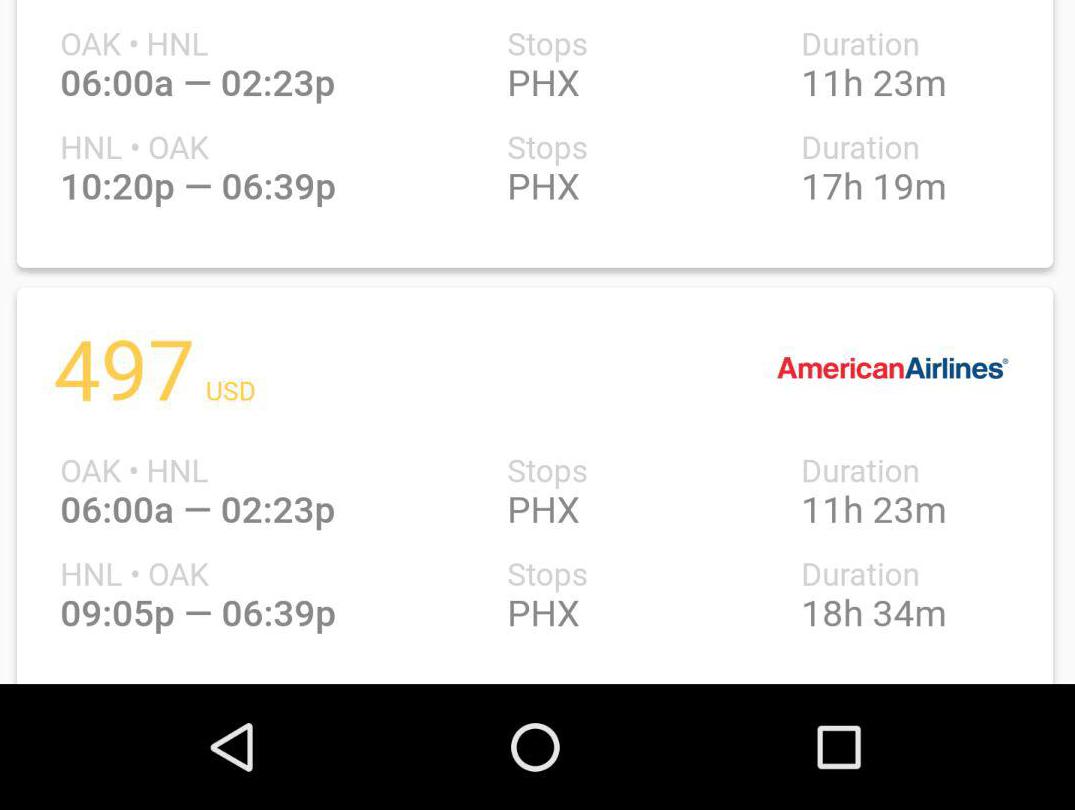 OAK • HNL Stops Duration
06:00a — 02:23p PHX 11h 23m
HNL • OAK Stops Duration
10:20p — 06:39p PHX 17h 19m
497 USD AmericanAirlines®
OAK • HNL Stops Duration
06:00a — 02:23p PHX 11h 23m
HNL • OAK Stops Duration
09:05p — 06:39p PHX 18h 34m